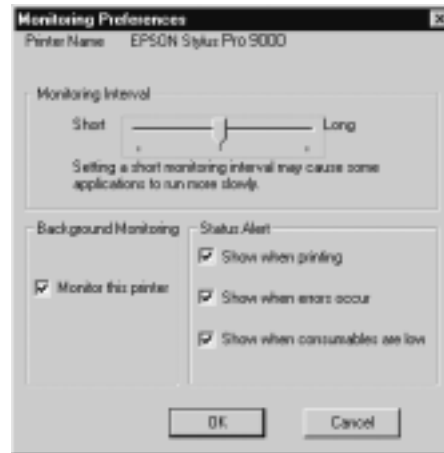 Monitoring Preferences
Printer Name EPSON Stylus Pro 9000
Monitoring Interval
Short Long
Setting a short monitoring interval may cause some
applications to run more slowly.
Background Monitoring
Monitor this printer
Status Alert
Show when printing
Show when errors occur
Show when consumables are low
OK Cancel